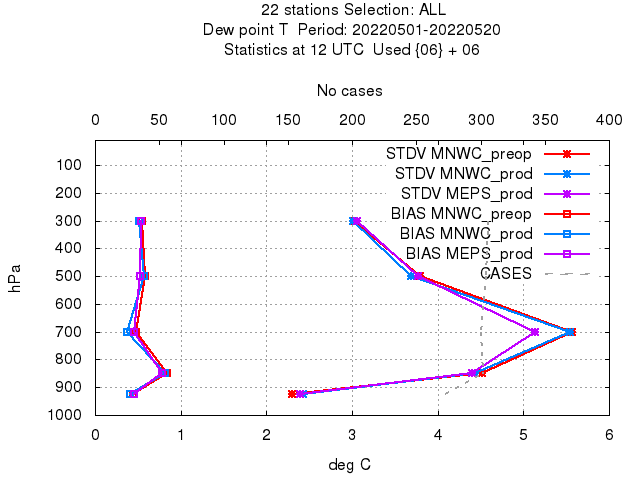 22 stations Selection: ALL
Dew point T  Period: 20220501-20220520
Statistics at 12 UTC  Used {06} + 06
No cases
0 50 100 150 200 250 300 350 400
STDV MNWC_preop
STDV MNWC_prod
STDV MEPS_prod
BIAS MNWC_preop
BIAS MNWC_prod
BIAS MEPS_prod
CASES
hPa
100
200
300
400
500
600
700
800
900
1000
0 1 2 3 4 5 6
deg C